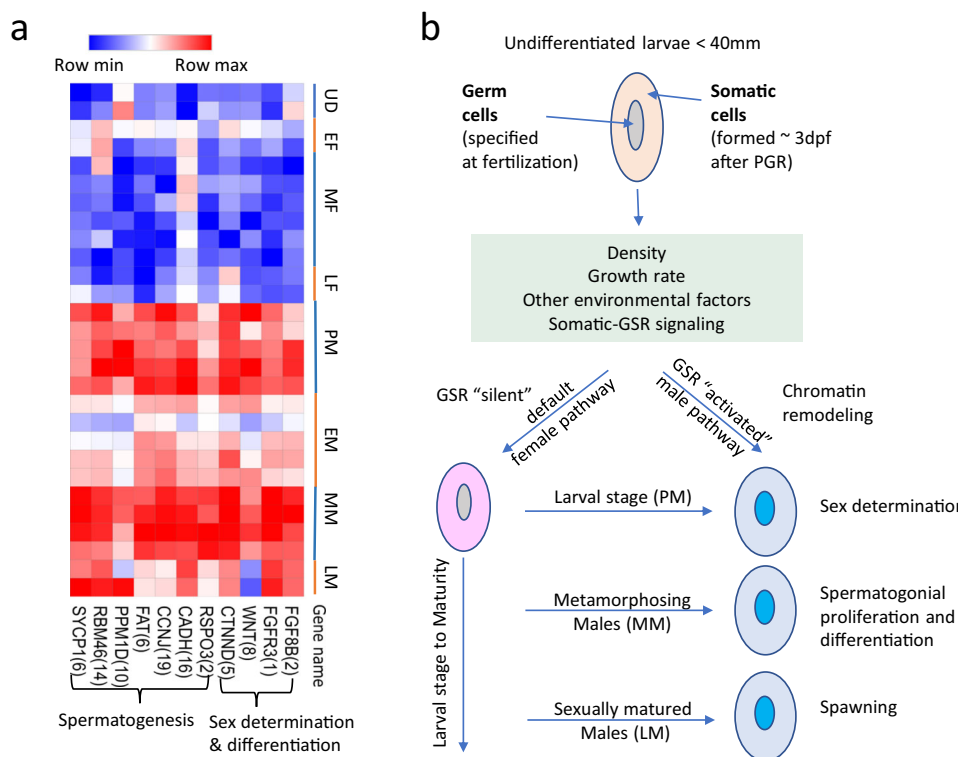 a
Row min
Row max
UD
EF
MF
LF
PM
EM
MM
LM
Gene name
SYCP1(6)
RBM46(14)
PPM1D(10)
FAT(6)
CCNJ(19)
CADH(16)
RSPO3(2)
CTNND(5)
WNT(8)
FGFR3(1)
FGF8B(2)
Spermatogenesis
Sex determination
& differentiation
b
Undifferentiated larvae < 40mm
Germ
cells
(specified
at fertilization)
Somatic
cells
(formed ~ 3dpf
after PGR)
Density
Growth rate
Other environmental factors
Somatic-GSR signaling
GSR “silent”
default
female pathway
GSR “activated”
male pathway
Chromatin
remodeling
Larval stage to Maturity
Larval stage (PM)
Sex determination
Metamorphosing
Males (MM)
Spermatogonial
proliferation and
differentiation
Sexually matured
Males (LM)
Spawning